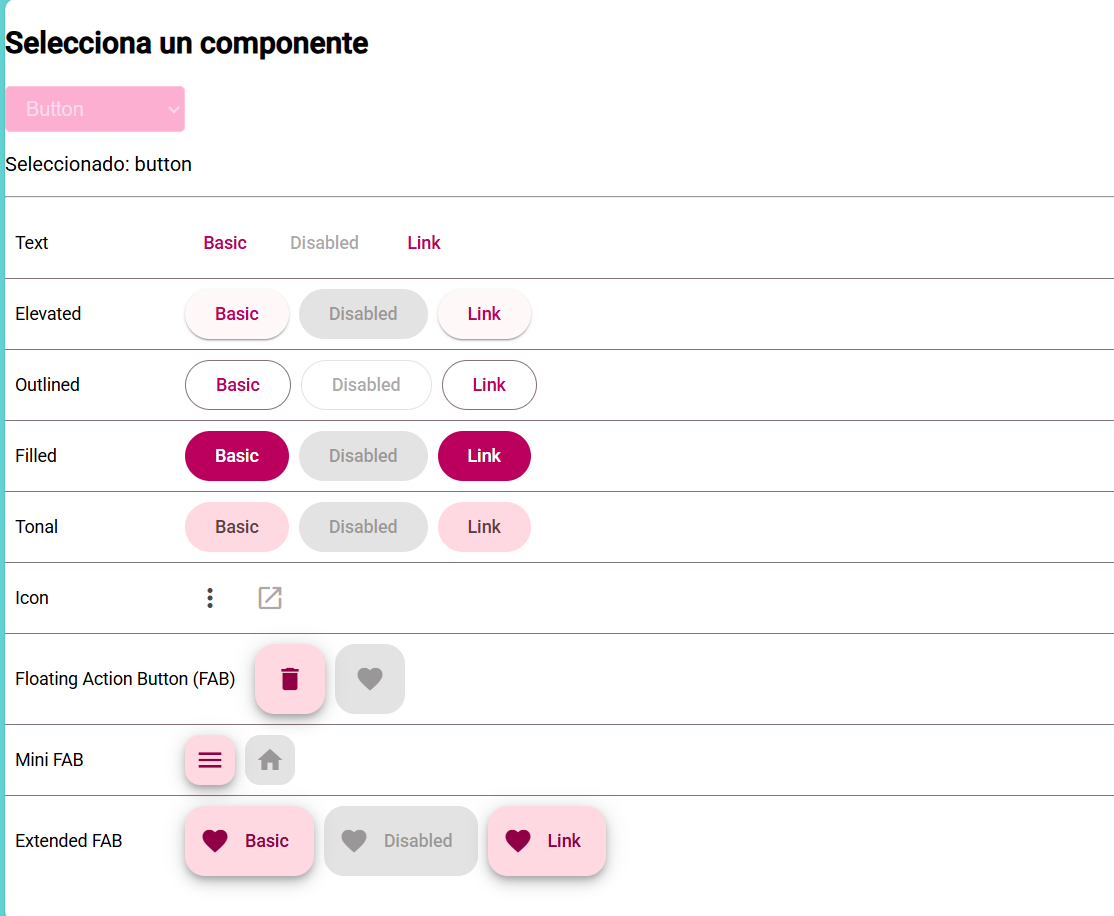 Selecciona un componente
Button
Seleccionado: button
Text Basic Disabled Link
Elevated Basic Disabled Link
Outlined Basic Disabled Link
Filled Basic Disabled Link
Tonal Basic Disabled Link
Icon
Floating Action Button (FAB)
Mini FAB
Extended FAB Basic Disabled Link